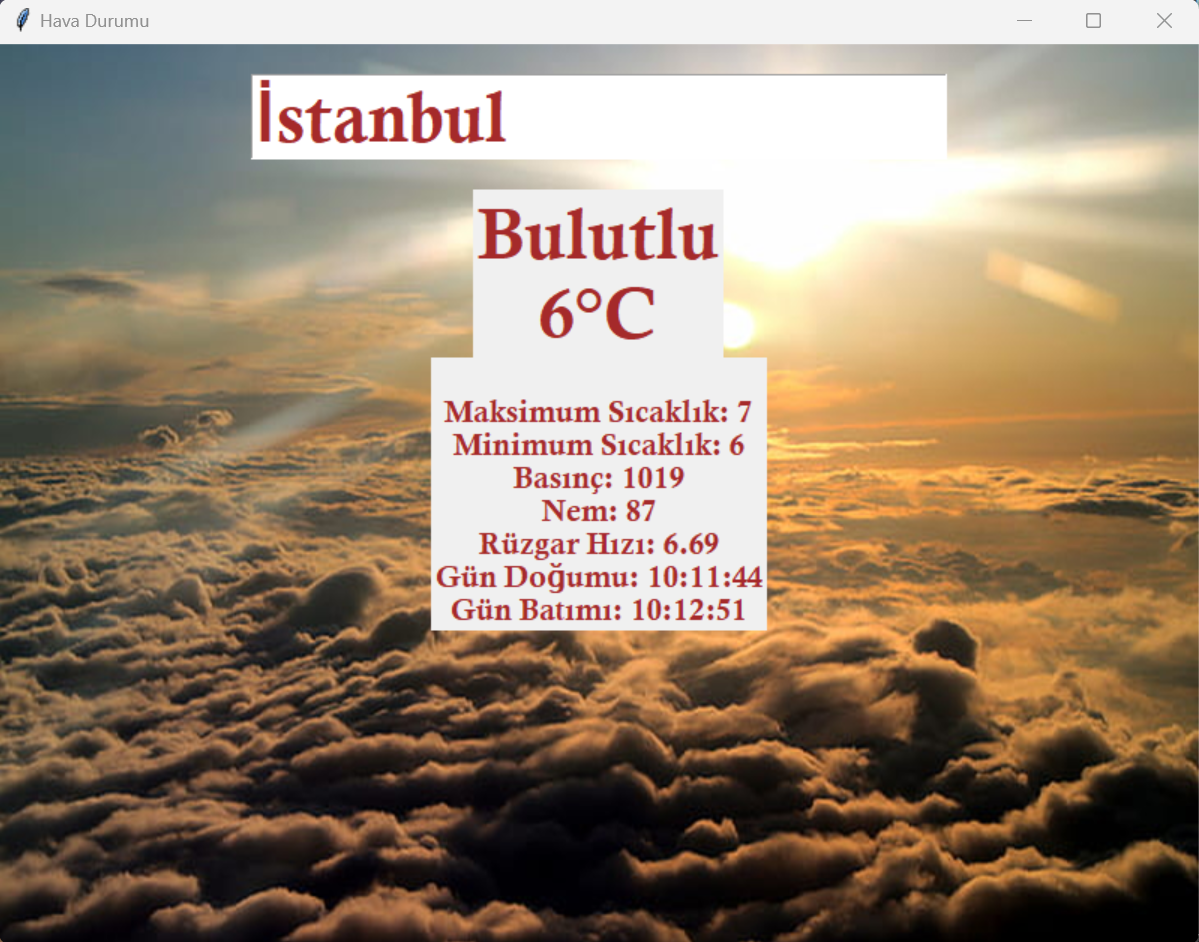 Hava Durumu
İstanbul
Bulutlu
6°C
Maksimum Sıcaklık: 7
Minimum Sıcaklık: 6
Basınç: 1019
Nem: 87
Rüzgar Hızı: 6.69
Gün Doğumu: 10:11:44
Gün Batımı: 10:12:51